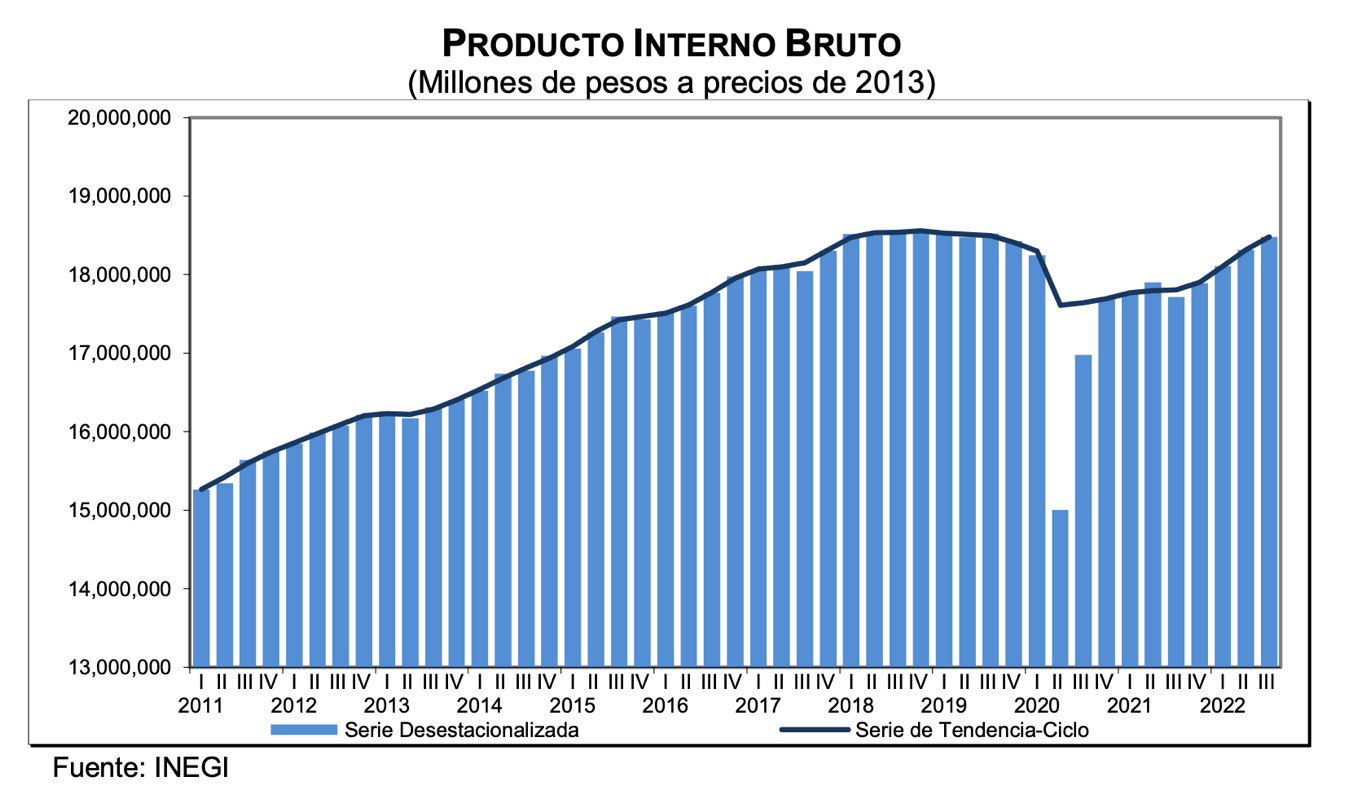 PRODUCTO INTERNO BRUTO
(Millones de pesos a precios de 2013)
20,000,000
19,000,000
18,000,000
17,000,000
16,000,000
15,000,000
14,000,000
13,000,000
I II III IV I II III IV I II III IV I II III IV I II III IV I II III IV I II III IV I II III IV I II III IV I II III IV I II III IV I II III
2011 2012 2013 2014 2015 2016 2017 2018 2019 2020 2021 2022
Serie Desestacionalizada Serie de Tendencia-Ciclo
Fuente: INEGI